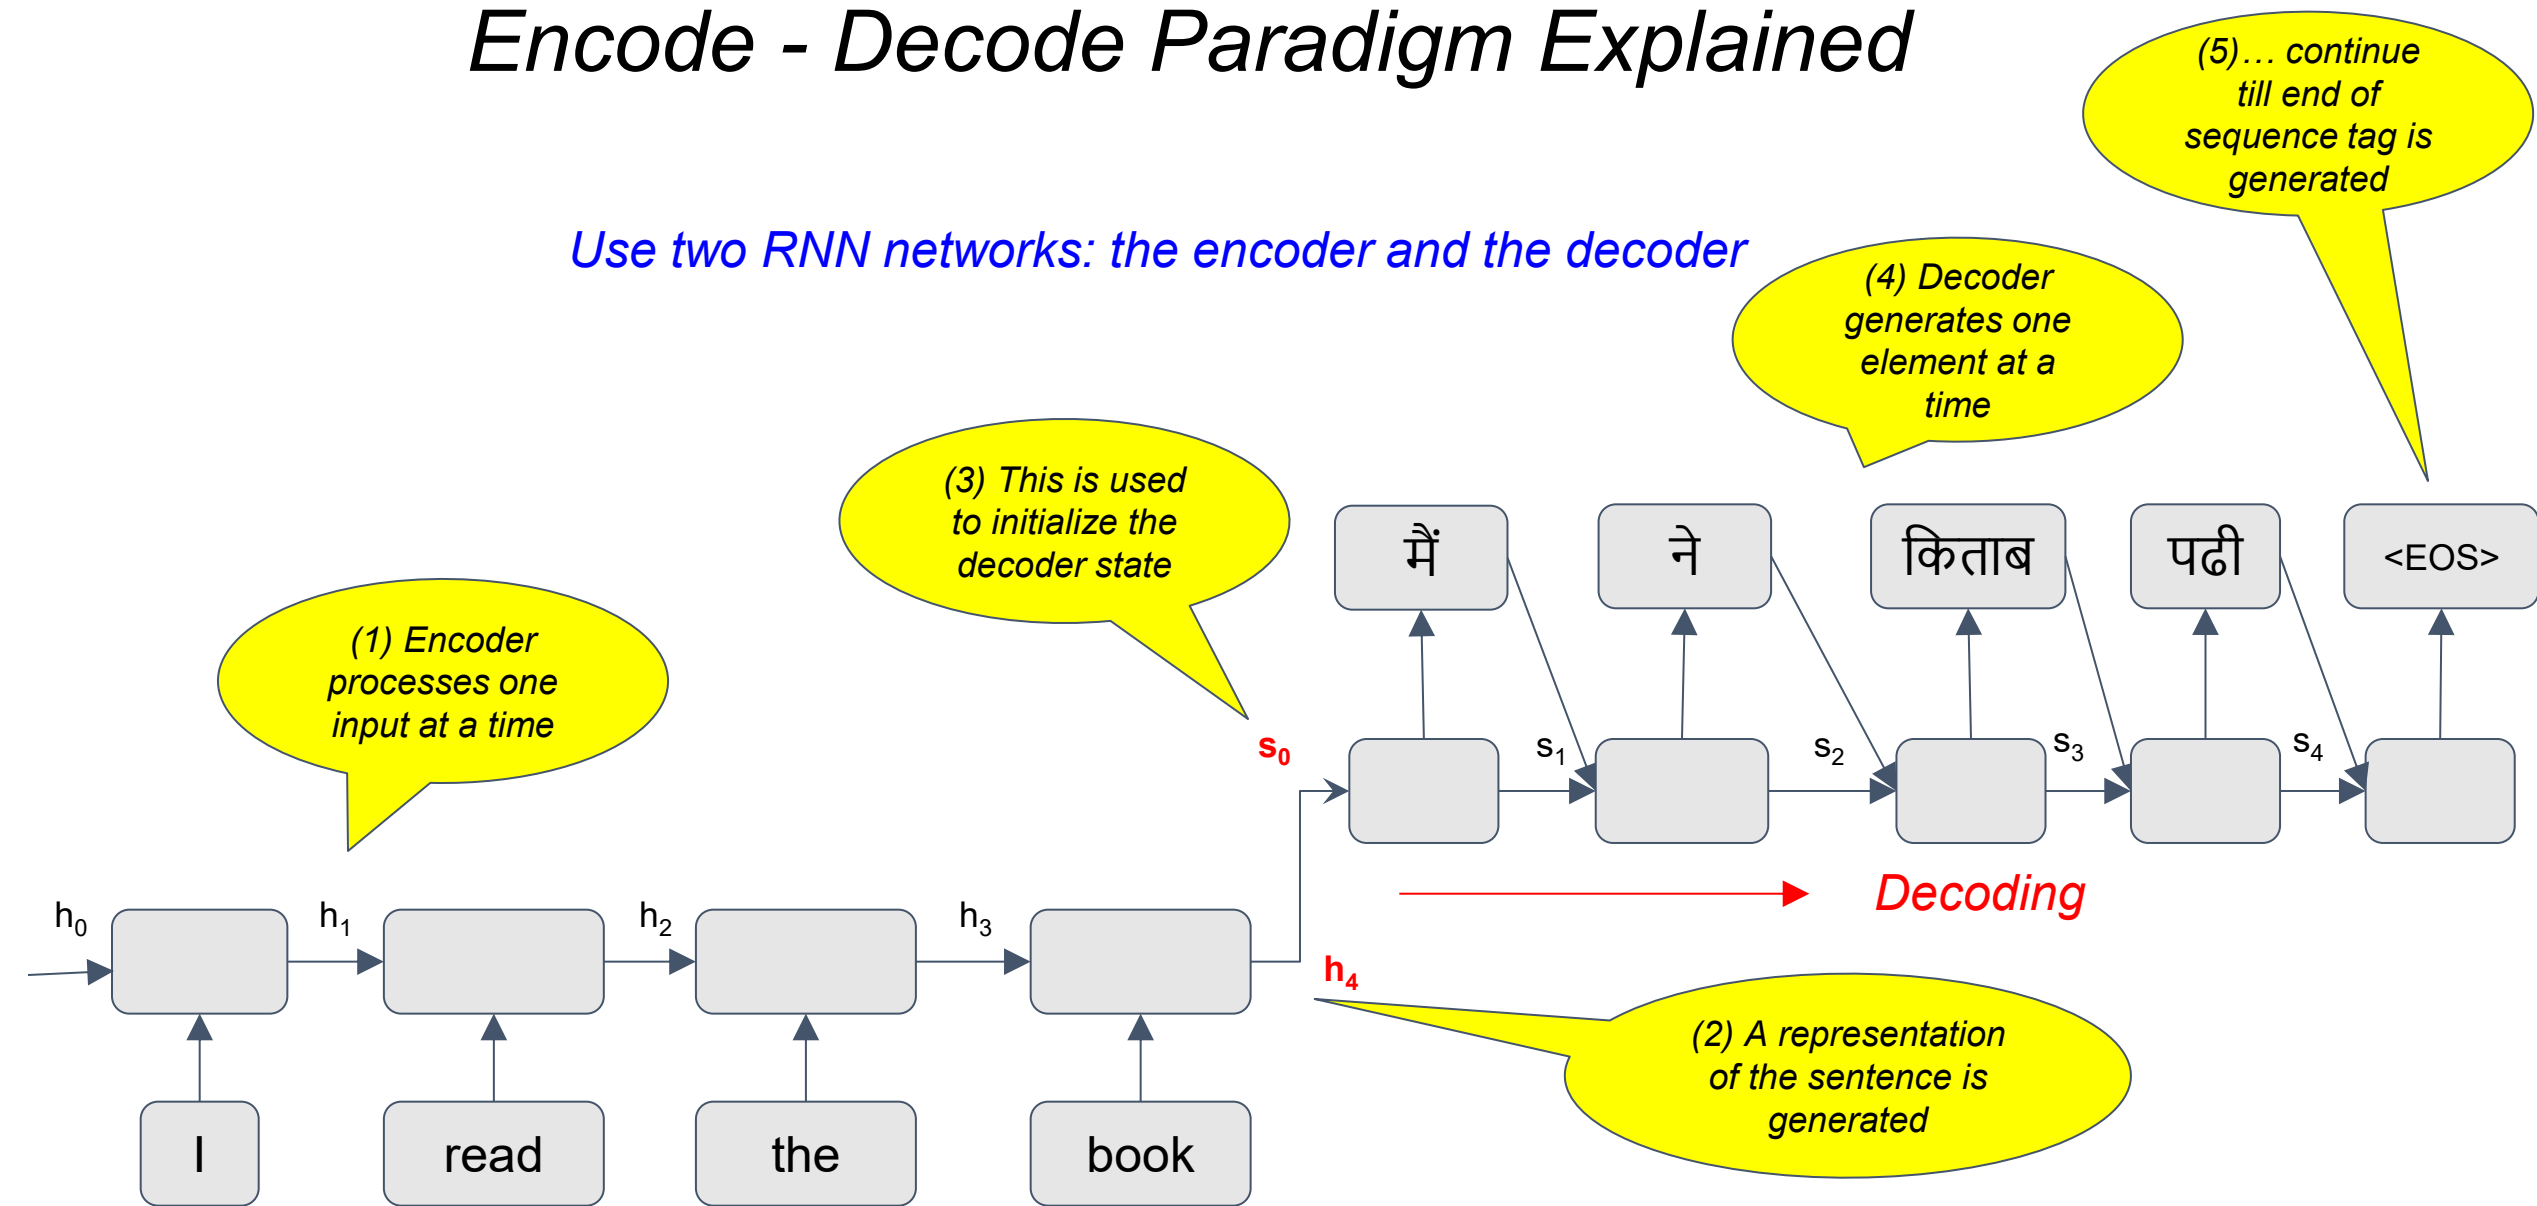 Encode - Decode Paradigm Explained
(5)… continue
till end of
sequence tag is
generated
Use two RNN networks: the encoder and the decoder
(4) Decoder
generates one
element at a
time
(3) This is used
to initialize the
decoder state
मैं ने किताब पढी <EOS>
(1) Encoder
processes one
input at a time
s0 s1 s2 s3 s4
Decoding
h0 h1 h2 h3
h4
(2) A representation
of the sentence is
generated
I read the book